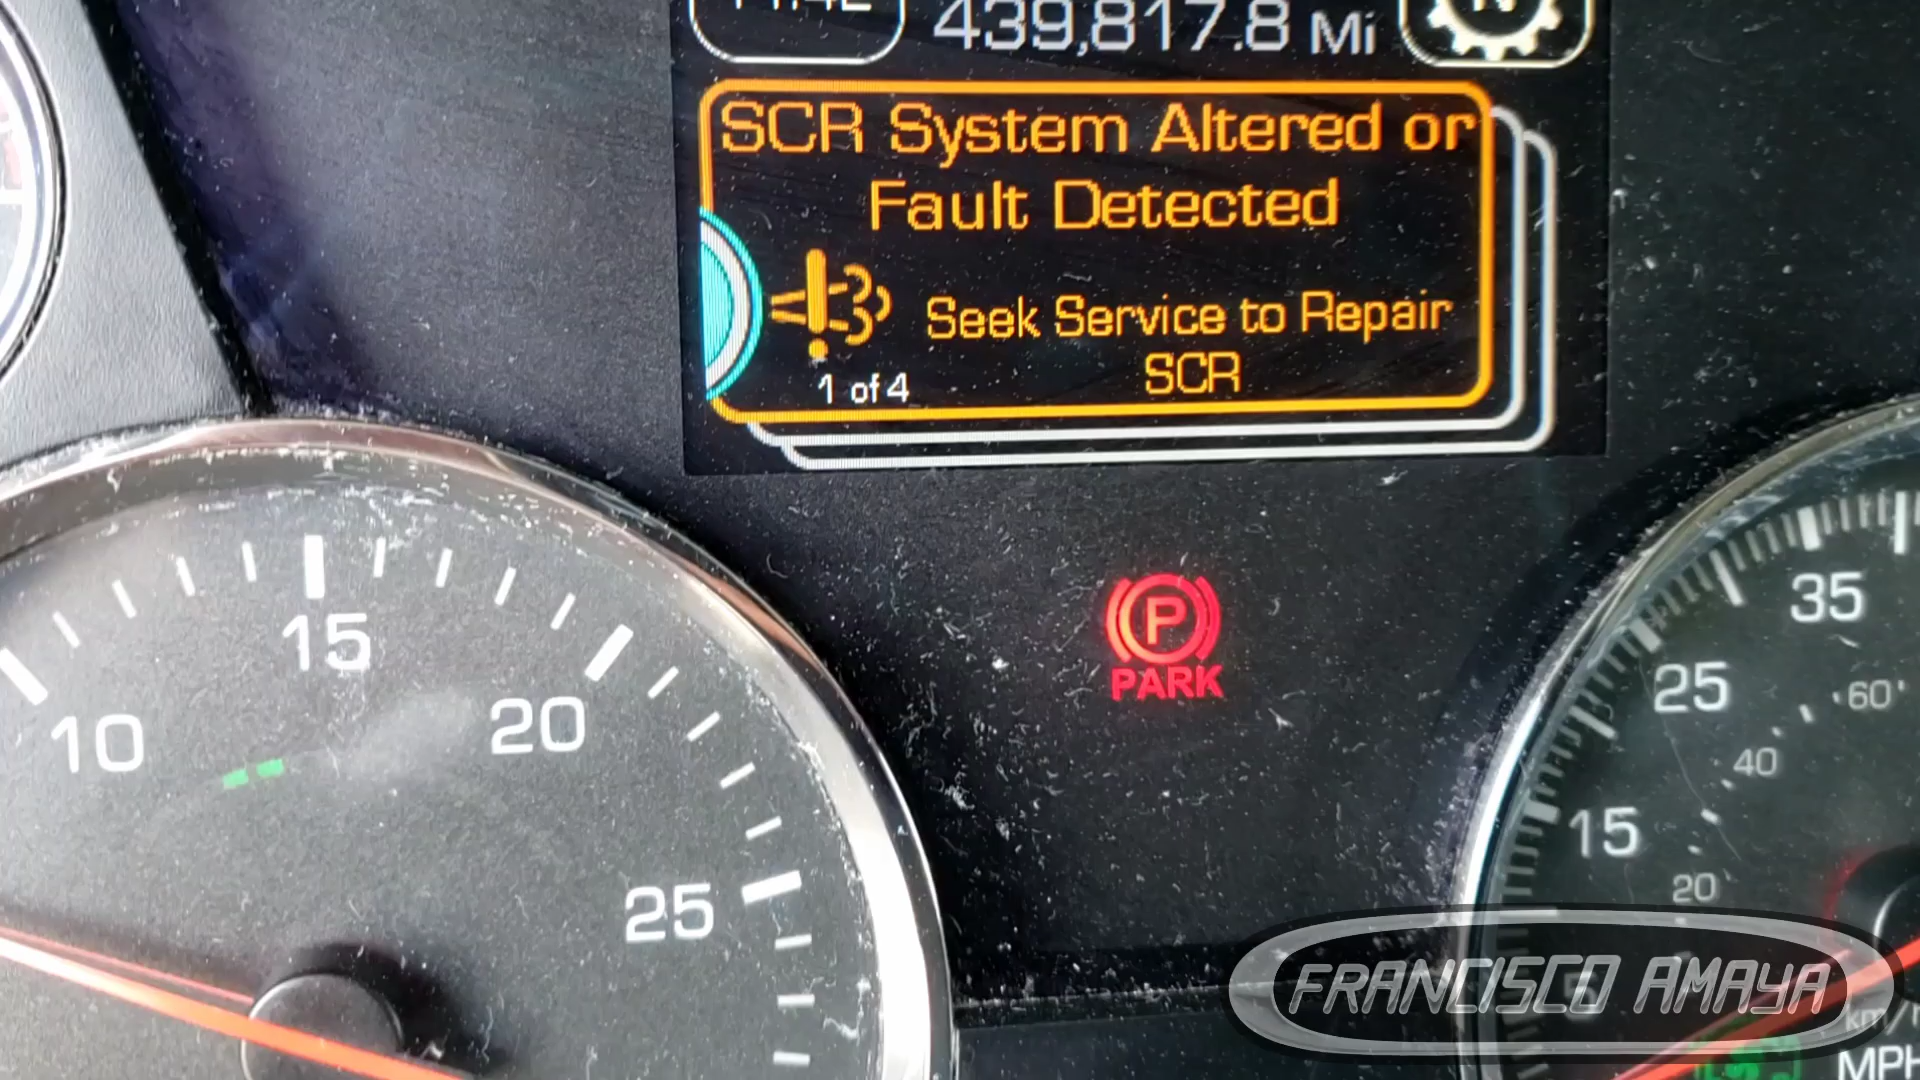 439,817.8 Mi
SCR System Altered or
Fault Detected
Seek Service to Repair
SCR
1 of 4
P
PARK
10
15
20
25
35
25
15
60
40
20
FRANCISCO AMAYA
km/
MPH